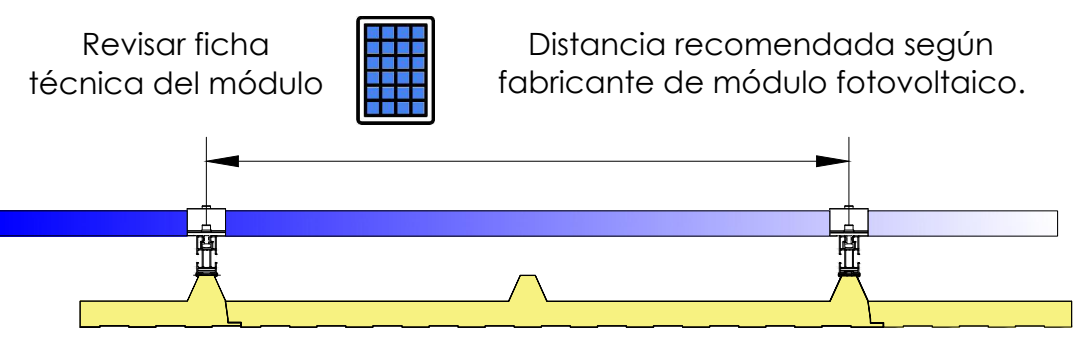 Revisar ficha
técnica del módulo
Distancia recomendada según
fabricante de módulo fotovoltaico.